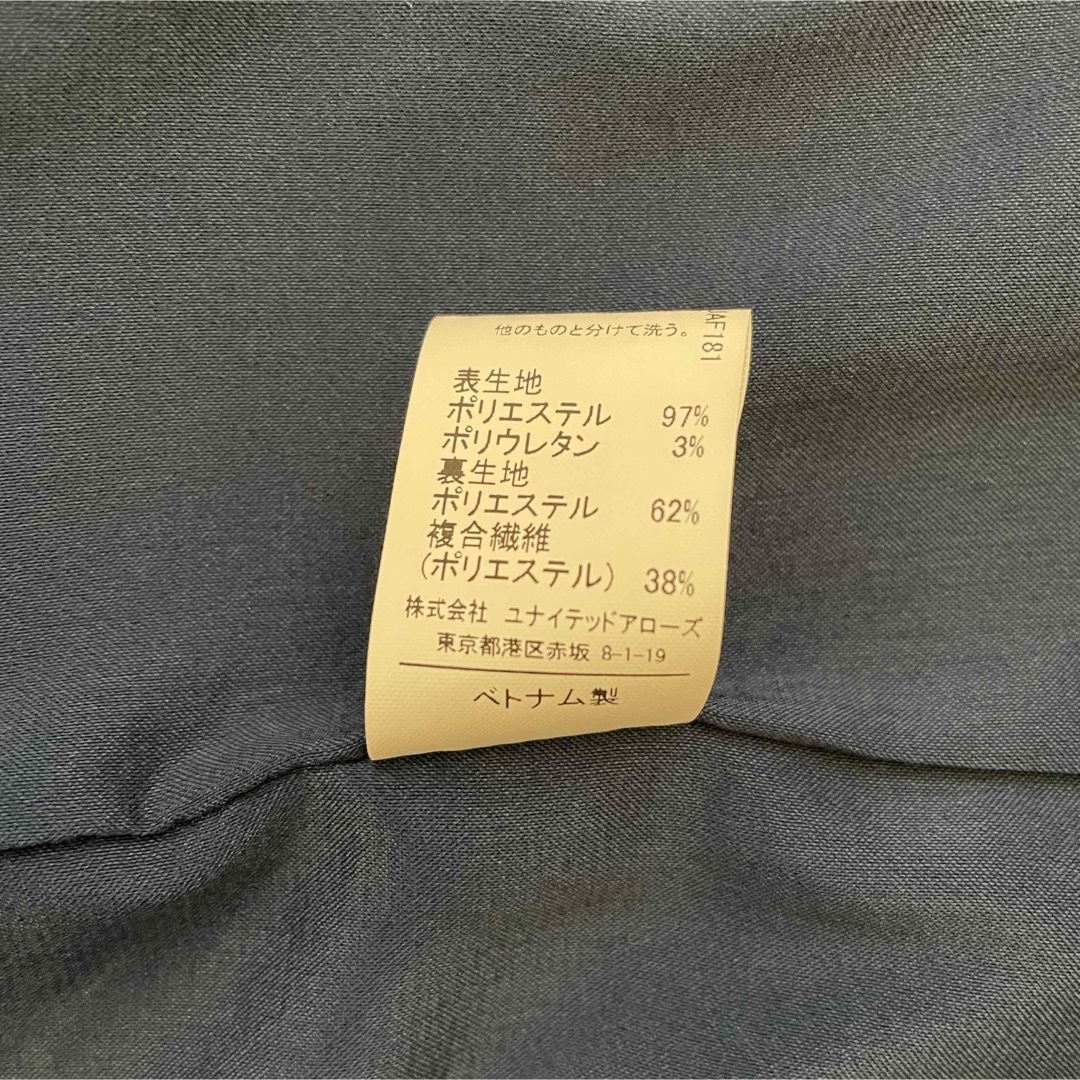 他のものと分けて洗う。
表生地
ポリエステル 97%
ポリウレタン 3%
裏生地
ポリエステル 62%
複合繊維
(ポリエステル) 38%
株式会社 ユナイテッドアローズ
東京都港区赤坂 8-1-19
ベトナム製